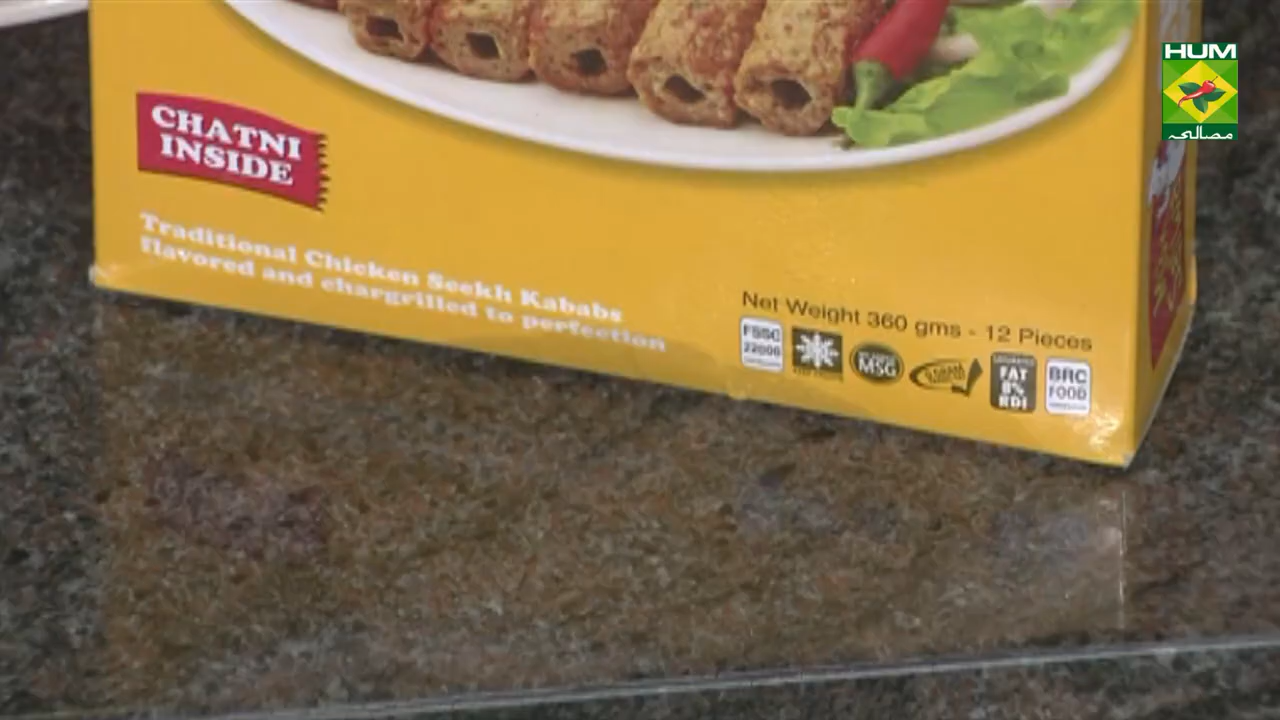 HUM
مصالحہ
CHATNI
INSIDE
Traditional Chicken Seekh Kababs
flavored and chargrilled to perfection
Net Weight 360 gms - 12 Pieces
FSSC
22000
MSG
FAT
8%
RDI
BRC
FOOD